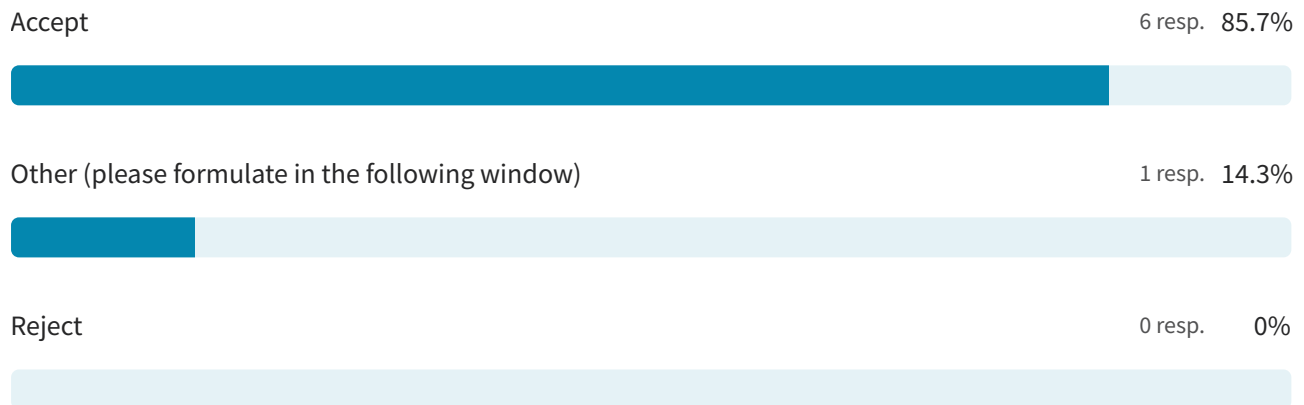 Accept 6 resp. 85.7%
Other (please formulate in the following window) 1 resp. 14.3%
Reject 0 resp. 0%